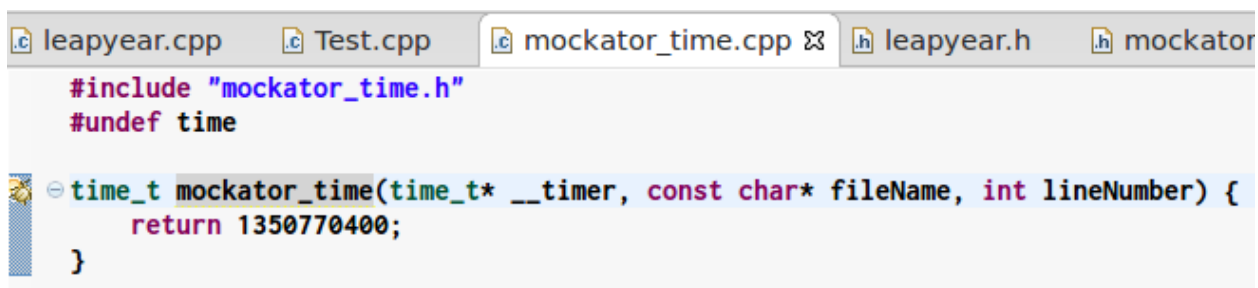 leapyear.cpp Test.cpp mockator_time.cpp leapyear.h mockator
#include "mockator_time.h"
#undef time
time_t mockator_time(time_t* __timer, const char* fileName, int lineNumber) {
return 1350770400;
}